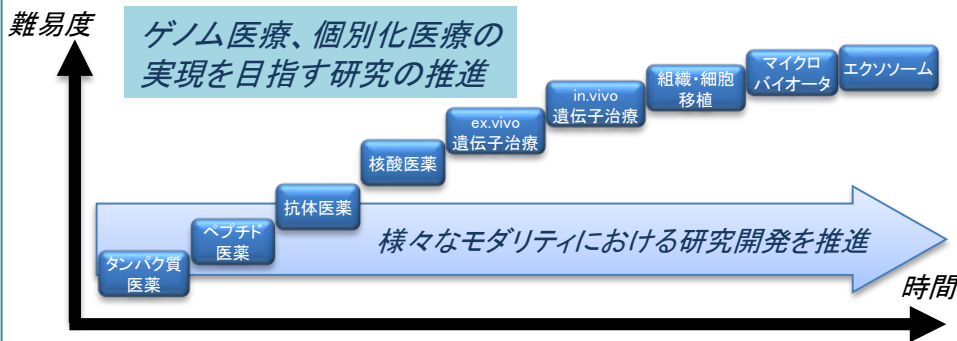 難易度
ゲノム医療、個別化医療の
実現を目指す研究の推進
タンパク質
医薬
ペプチド
医薬
抗体医薬
核酸医薬
ex.vivo
遺伝子治療
in.vivo
遺伝子治療
組織・細胞
移植
マイクロ
バイオータ
エクソソーム
様々なモダリティにおける研究開発を推進
時間